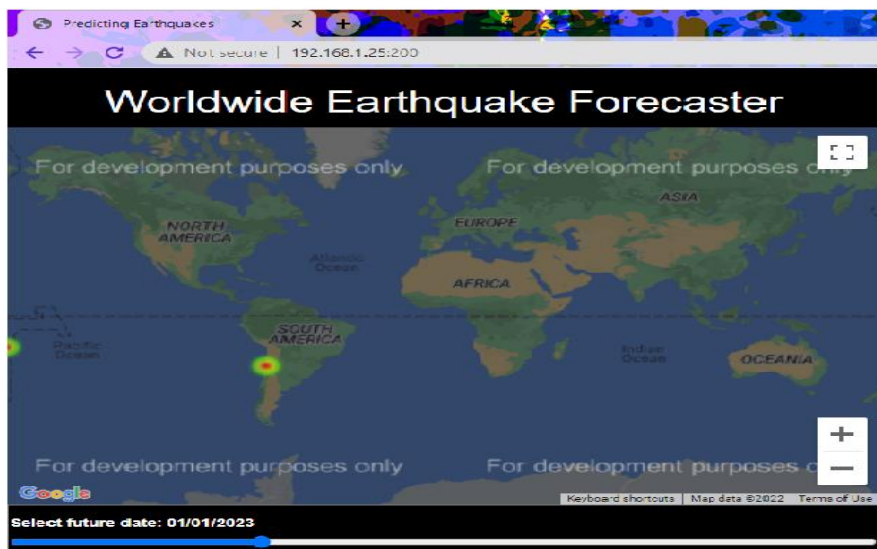 Predicting Earthquakes
Not secure | 192.168.1.25:200
Worldwide Earthquake Forecaster
For development purposes only
For development purposes only
ASIA
NORTH
AMERICA
EUROPE
Atlantic
Ocean
AFRICA
SOUTH
AMERICA
Pacific
Ocean
Indian
Ocean
OCEANIA
For development purposes only
For development purposes o
Google
Keyboard shortcuts | Map data ©2022 | Terms of Use
Select future date: 01/01/2023